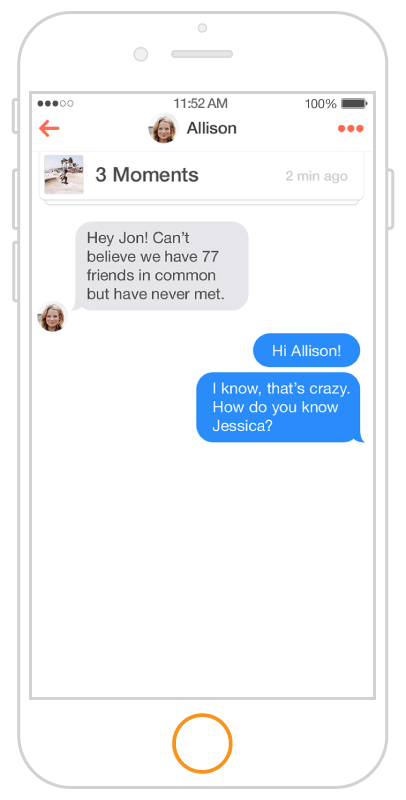 11:52 AM
100%
Allison
3 Moments
2 min ago
Hey Jon! Can’t
believe we have 77
friends in common
but have never met.
Hi Allison!
I know, that’s crazy.
How do you know
Jessica?